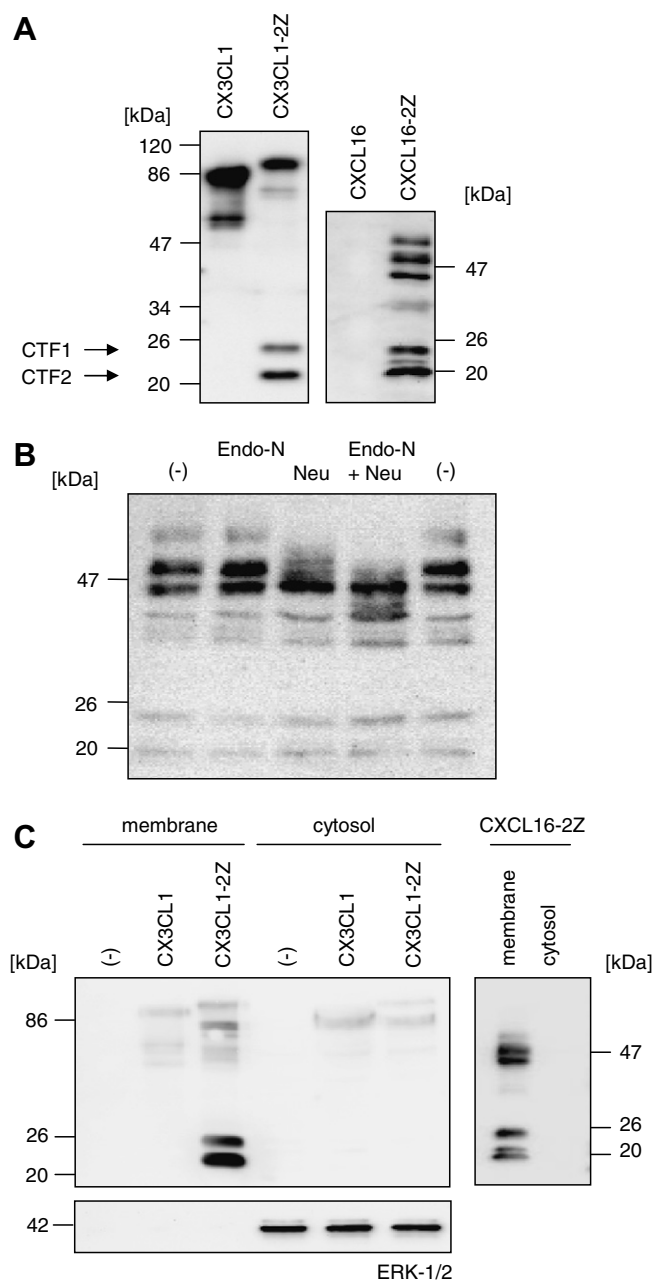 A
CX3CL1
CX3CL1-2Z
[kDa]
120
86
47
34
26
20
CTF1
CTF2
CXCL16
CXCL16-2Z
[kDa]
47
26
20
B
[kDa]
(-)
Endo-N
Neu
Endo-N
+ Neu
(-)
47
26
20
C
membrane
cytosol
CXCL16-2Z
[kDa]
(-)
CX3CL1
CX3CL1-2Z
(-)
CX3CL1
CX3CL1-2Z
membrane
cytosol
[kDa]
86
26
20
47
26
20
42
ERK-1/2